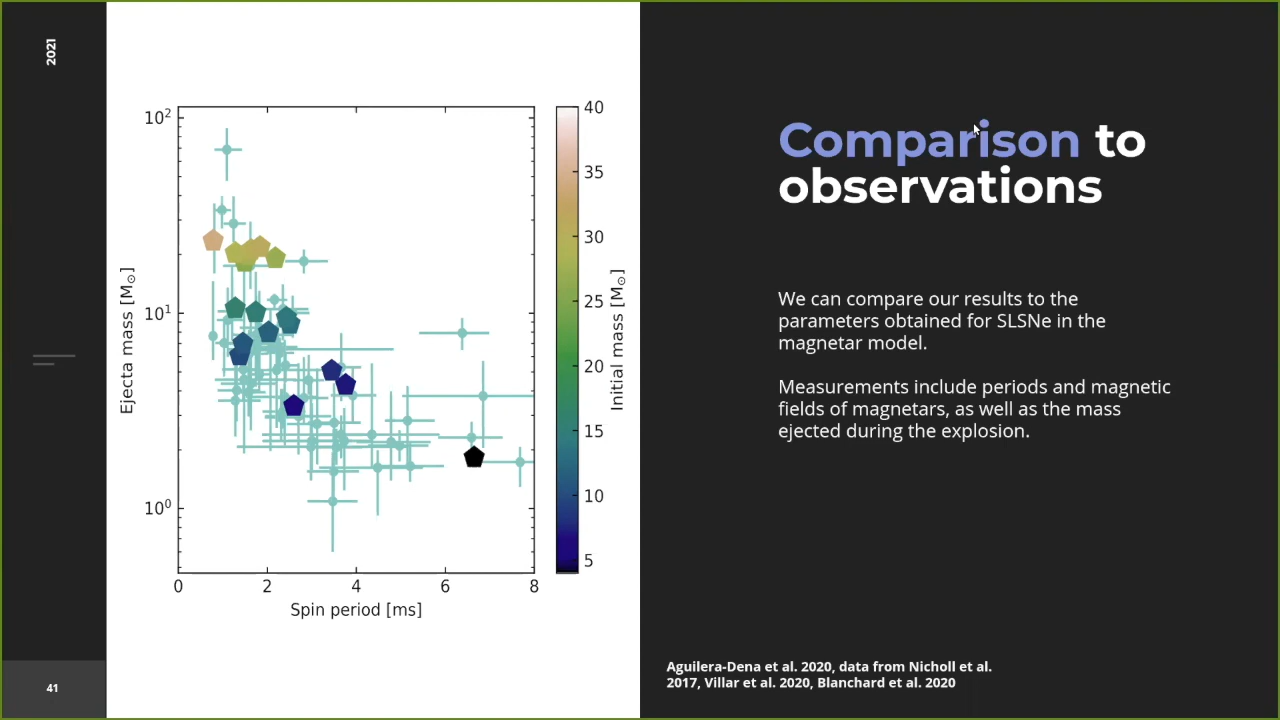 2021
10²
10¹
10⁰
Ejecta mass [M☉]
0 2 4 6 8
Spin period [ms]
40
35
30
25
20
15
10
5
Initial mass [M☉]
Comparison to
observations
We can compare our results to the
parameters obtained for SLSNe in the
magnetar model.
Measurements include periods and magnetic
fields of magnetars, as well as the mass
ejected during the explosion.
Aguilera-Dena et al. 2020, data from Nicholl et al.
2017, Villar et al. 2020, Blanchard et al. 2020
41